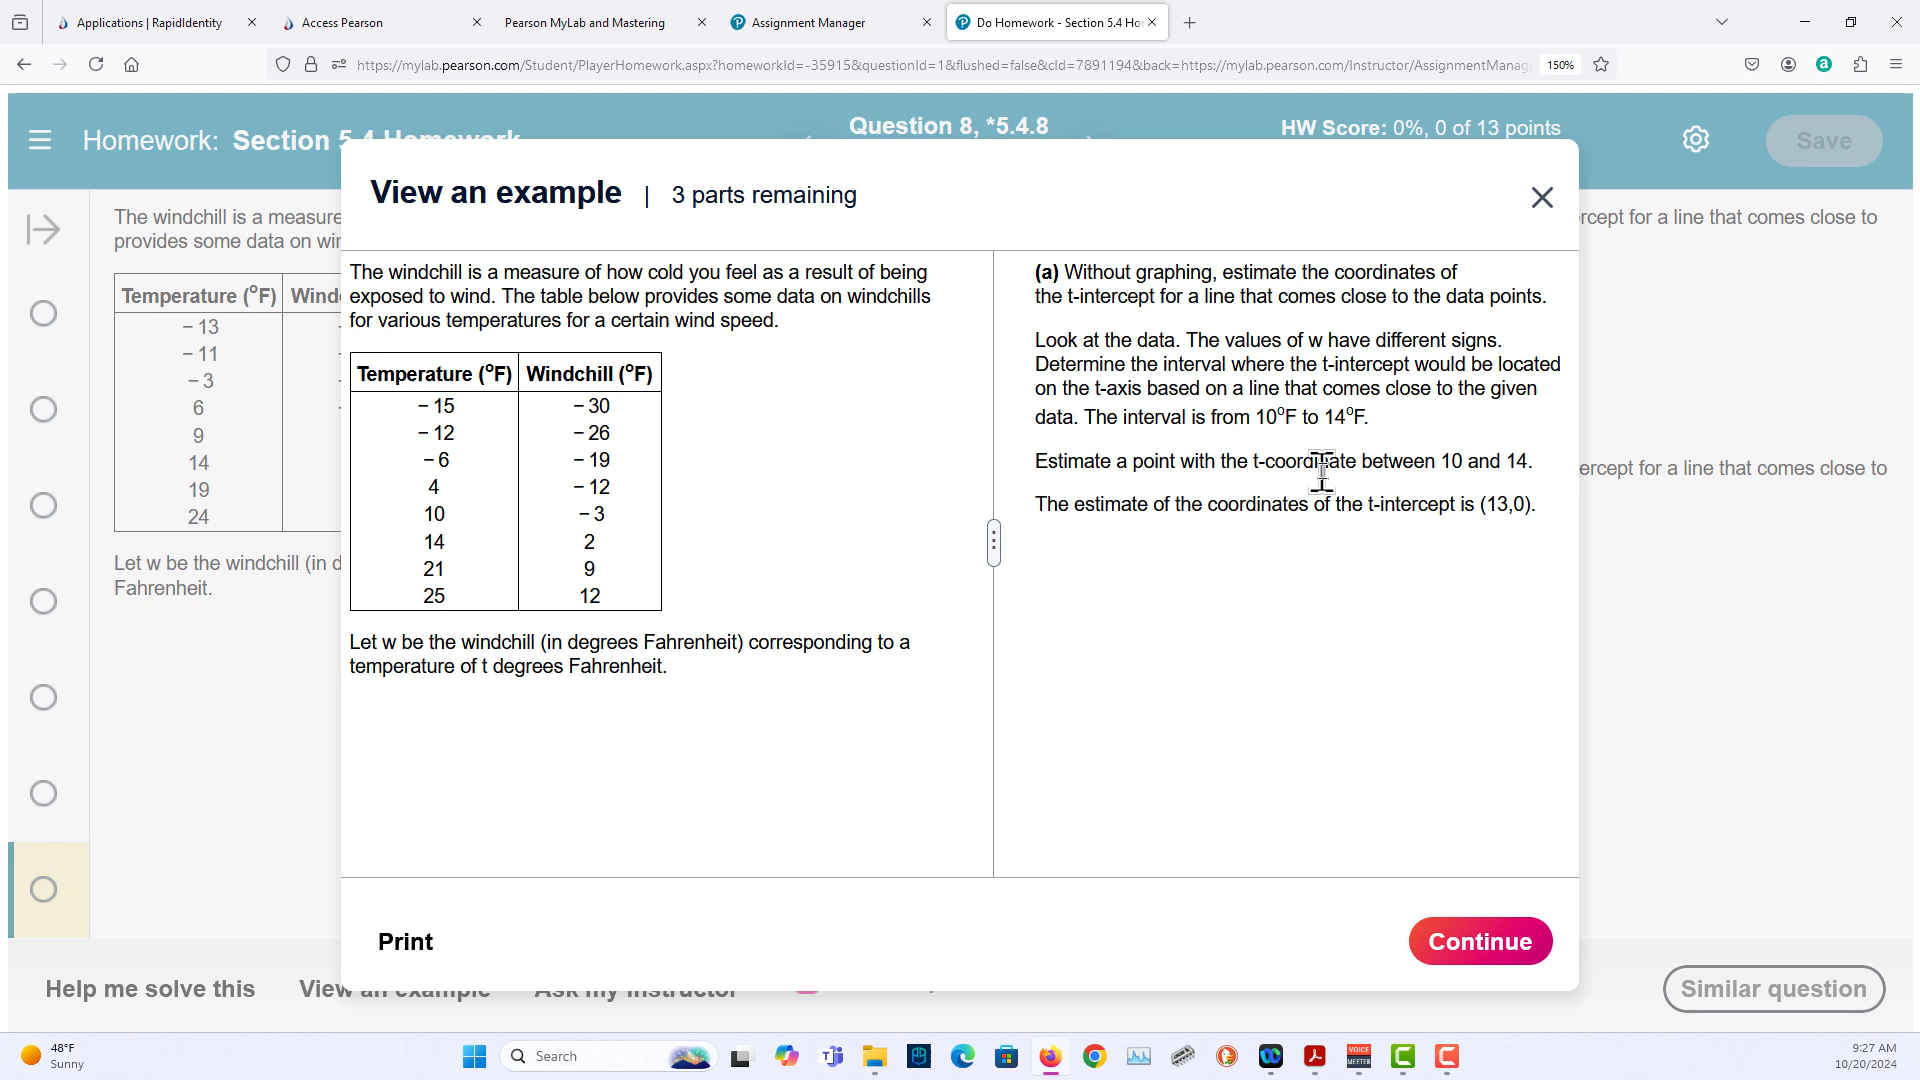 Applications | RapidIdentity
Access Pearson
Pearson MyLab and Mastering
Assignment Manager
Do Homework - Section 5.4 Ho
https://mylab.pearson.com/Student/PlayerHomework.aspx?homeworkId=-35915&questionId=1&flushed=false&cId=7891194&back=https://mylab.pearson.com/Instructor/AssignmentManag
150%
Homework: Section 5.4 Homework
Question 8, *5.4.8
HW Score: 0%, 0 of 13 points
Save
The windchill is a measure
provides some data on
rcept for a line that comes close to
Temperature (°F)
- 13
- 11
- 3
6
9
14
19
24
ercept for a line that comes close to
Let w be the windchill (in
Fahrenheit.
View an example | 3 parts remaining
The windchill is a measure of how cold you feel as a result of being
exposed to wind. The table below provides some data on windchills
for various temperatures for a certain wind speed.
Temperature (°F) Windchill (°F)
- 15 - 30
- 12 - 26
- 6 - 19
4 - 12
10 - 3
14 2
21 9
25 12
Let w be the windchill (in degrees Fahrenheit) corresponding to a
temperature of t degrees Fahrenheit.
(a) Without graphing, estimate the coordinates of
the t-intercept for a line that comes close to the data points.
Look at the data. The values of w have different signs.
Determine the interval where the t-intercept would be located
on the t-axis based on a line that comes close to the given
data. The interval is from 10°F to 14°F.
Estimate a point with the t-coordinate between 10 and 14.
The estimate of the coordinates of the t-intercept is (13,0).
Print
Continue
Help me solve this
View an example
Ask my instructor
Similar question
48°F
Sunny
Search
VOICE
MEETER
9:27 AM
10/20/2024